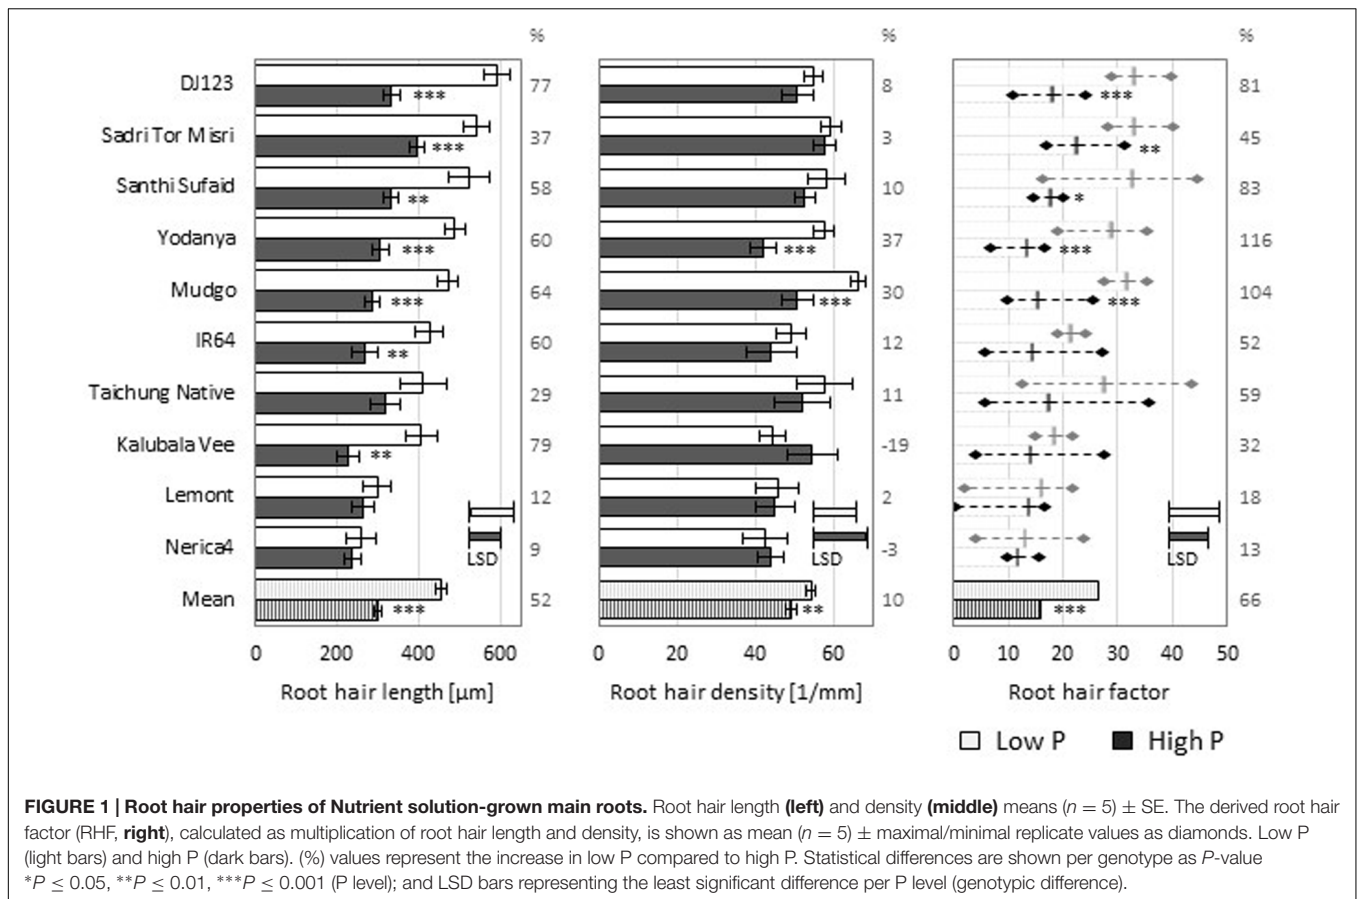 % % %
DJ123 *** 77 8 *** 81
Sadri Tor Misri *** 37 3 ** 45
Santhi Sufaid ** 58 10 * 83
Yodanya *** 60 *** 37 *** 116
Mudgo *** 64 *** 30 *** 104
IR64 ** 60 12 52
Taichung Native 29 11 59
Kalubala Vee ** 79 -19 32
Lemont 12 2 18
Nerica4 LSD 9 LSD -3 LSD 13
Mean *** 52 ** 10 *** 66
0 200 400 600 0 20 40 60 0 10 20 30 40 50
Root hair length [µm] Root hair density [1/mm] Root hair factor
Low P High P
FIGURE 1 | Root hair properties of Nutrient solution-grown main roots. Root hair length (left) and density (middle) means (n = 5) ± SE. The derived root hair
factor (RHF, right), calculated as multiplication of root hair length and density, is shown as mean (n = 5) ± maximal/minimal replicate values as diamonds. Low P
(light bars) and high P (dark bars). (%) values represent the increase in low P compared to high P. Statistical differences are shown per genotype as P-value
*P ≤ 0.05, **P ≤ 0.01, ***P ≤ 0.001 (P level); and LSD bars representing the least significant difference per P level (genotypic difference).